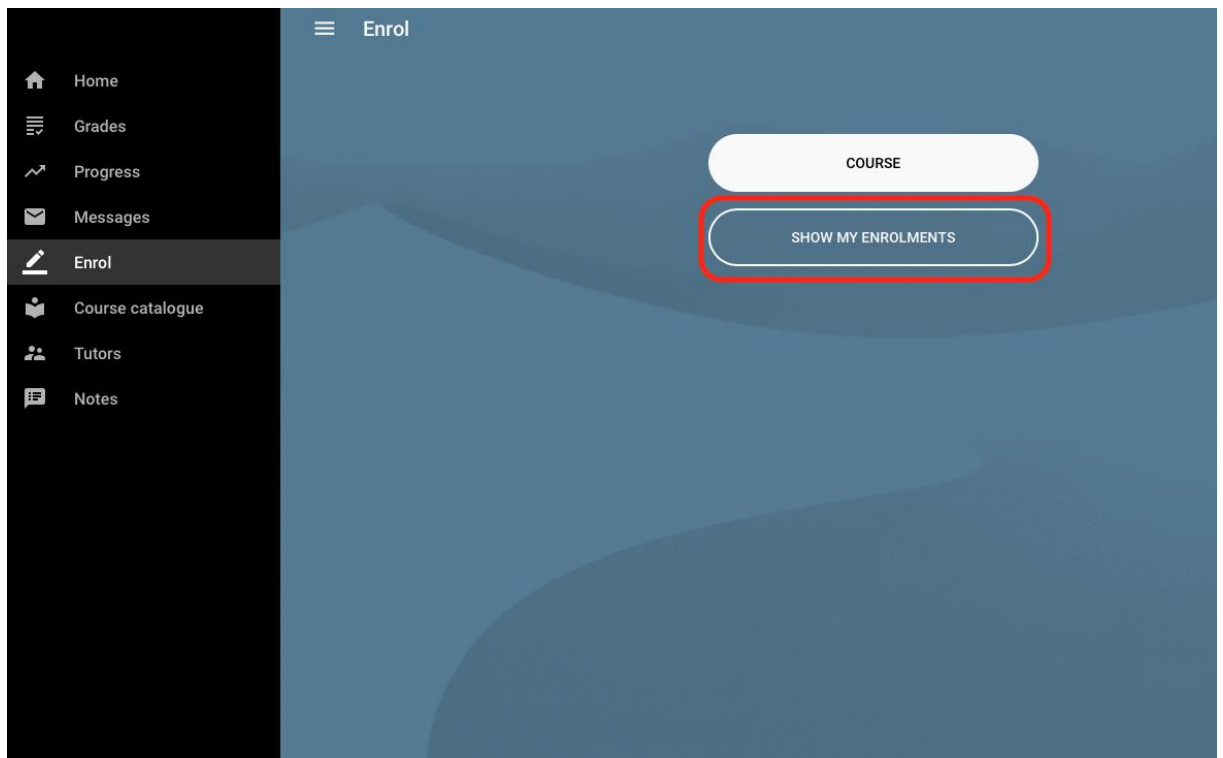 Enrol
Home
Grades
Progress
Messages
Enrol
Course catalogue
Tutors
Notes
COURSE
SHOW MY ENROLMENTS